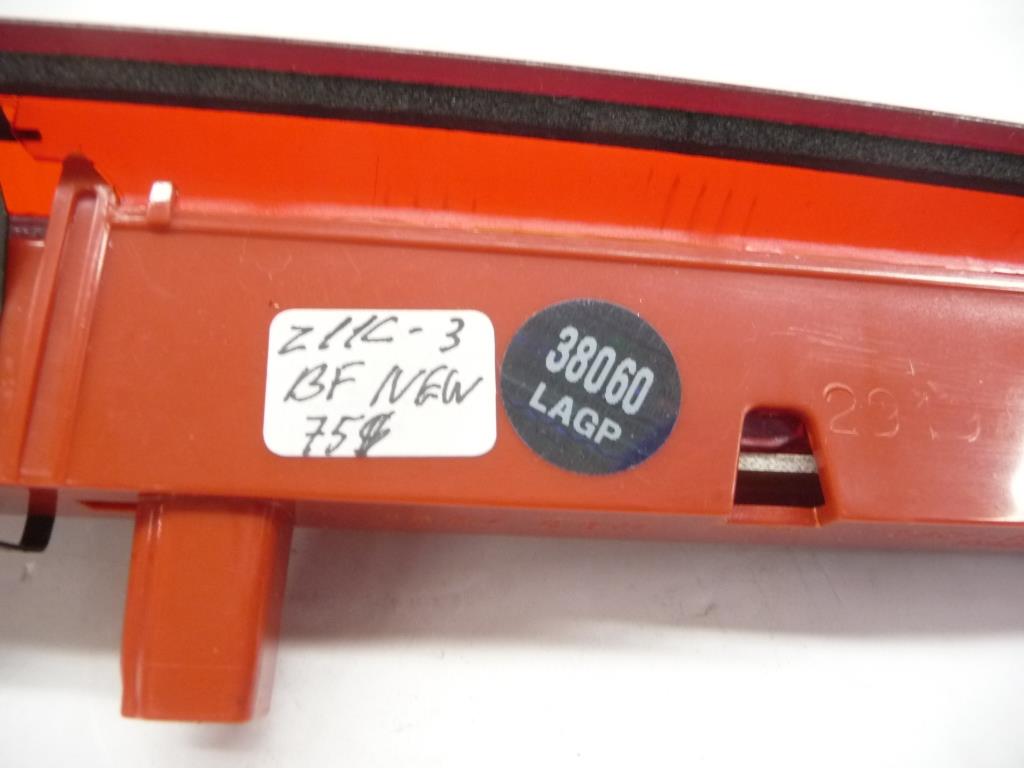 Z11C-3
BF NEW
75$
38060
LAGP